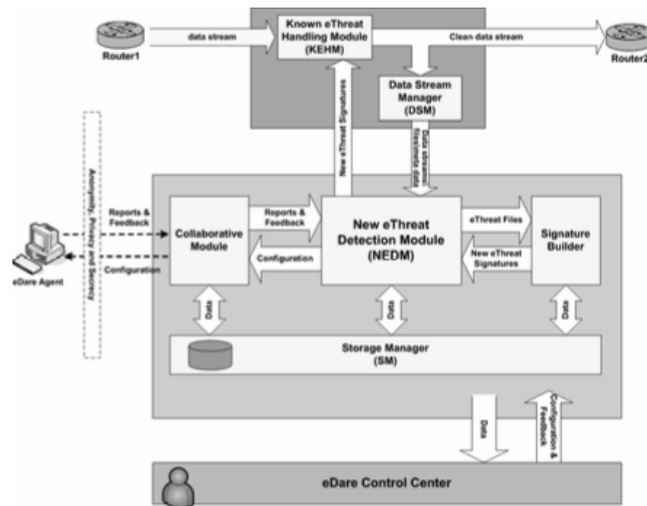 Known eThreat
Handling Module
(KEHM)
data stream
Clean data stream
Router1
Router2
Data Stream
Manager
(DSM)
New eThreat Signatures
Data streams/
files\meta data
Anonymity, Privacy and Secrecy
Reports &
Feedback
Configuration
eDare Agent
Collaborative
Module
Reports &
Feedback
Configuration
New eThreat
Detection Module
(NEDM)
eThreat Files
New eThreat
Signatures
Signature
Builder
Data
Data
Data
Storage Manager
(SM)
Data
Configuration &
Feedback
eDare Control Center